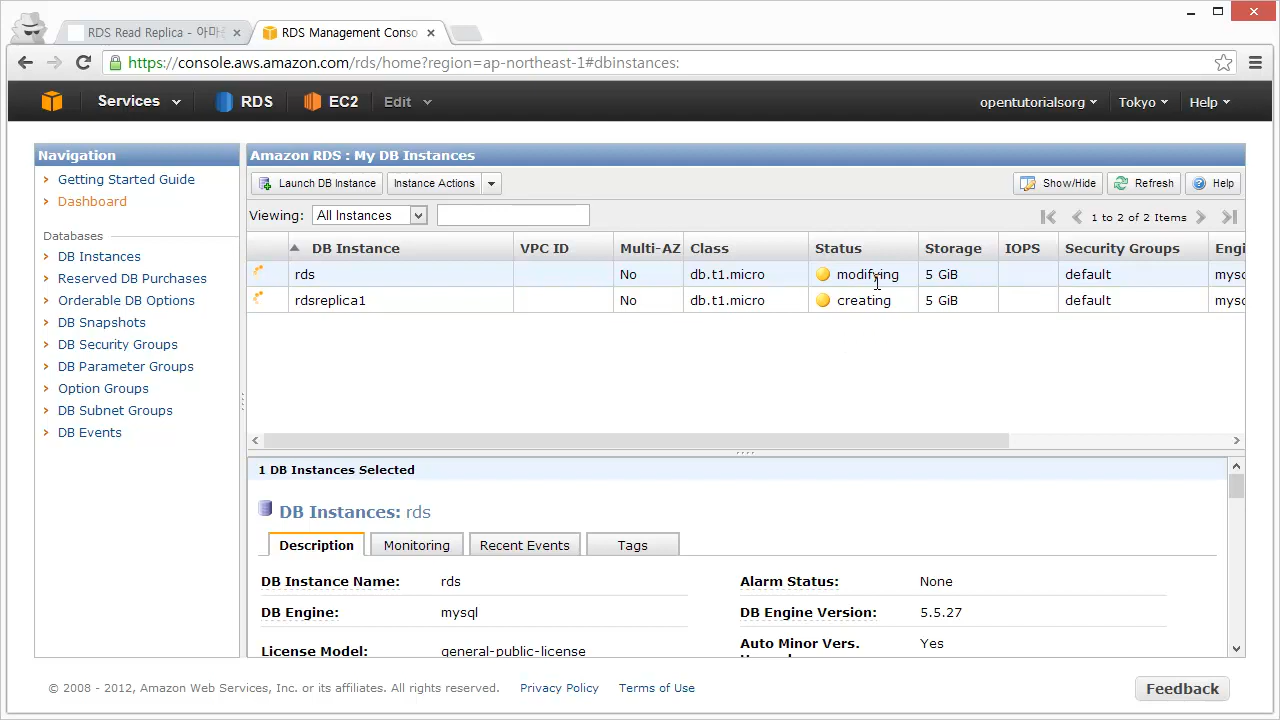 RDS Read Replica - 아마
RDS Management Conso
https://console.aws.amazon.com/rds/home?region=ap-northeast-1#dbinstances:
Services RDS EC2 Edit opentutorialsorg Tokyo Help
Navigation
Getting Started Guide
Dashboard
Databases
DB Instances
Reserved DB Purchases
Orderable DB Options
DB Snapshots
DB Security Groups
DB Parameter Groups
Option Groups
DB Subnet Groups
DB Events
Amazon RDS : My DB Instances
Launch DB Instance Instance Actions Show/Hide Refresh Help
Viewing: All Instances 1 to 2 of 2 Items
DB Instance VPC ID Multi-AZ Class Status Storage IOPS Security Groups Engi
rds No db.t1.micro modifying 5 GiB default mysq
rdsreplica1 No db.t1.micro creating 5 GiB default mysq
1 DB Instances Selected
DB Instances: rds
Description Monitoring Recent Events Tags
DB Instance Name: rds Alarm Status: None
DB Engine: mysql DB Engine Version: 5.5.27
License Model: general-public-license Auto Minor Vers. Yes
© 2008 - 2012, Amazon Web Services, Inc. or its affiliates. All rights reserved. Privacy Policy Terms of Use Feedback